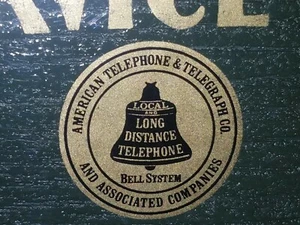 AMERICAN TELEPHONE & TELEGRAPH CO.
LOCAL
AND
LONG
DISTANCE
TELEPHONE
BELL SYSTEM
AND ASSOCIATED COMPANIES